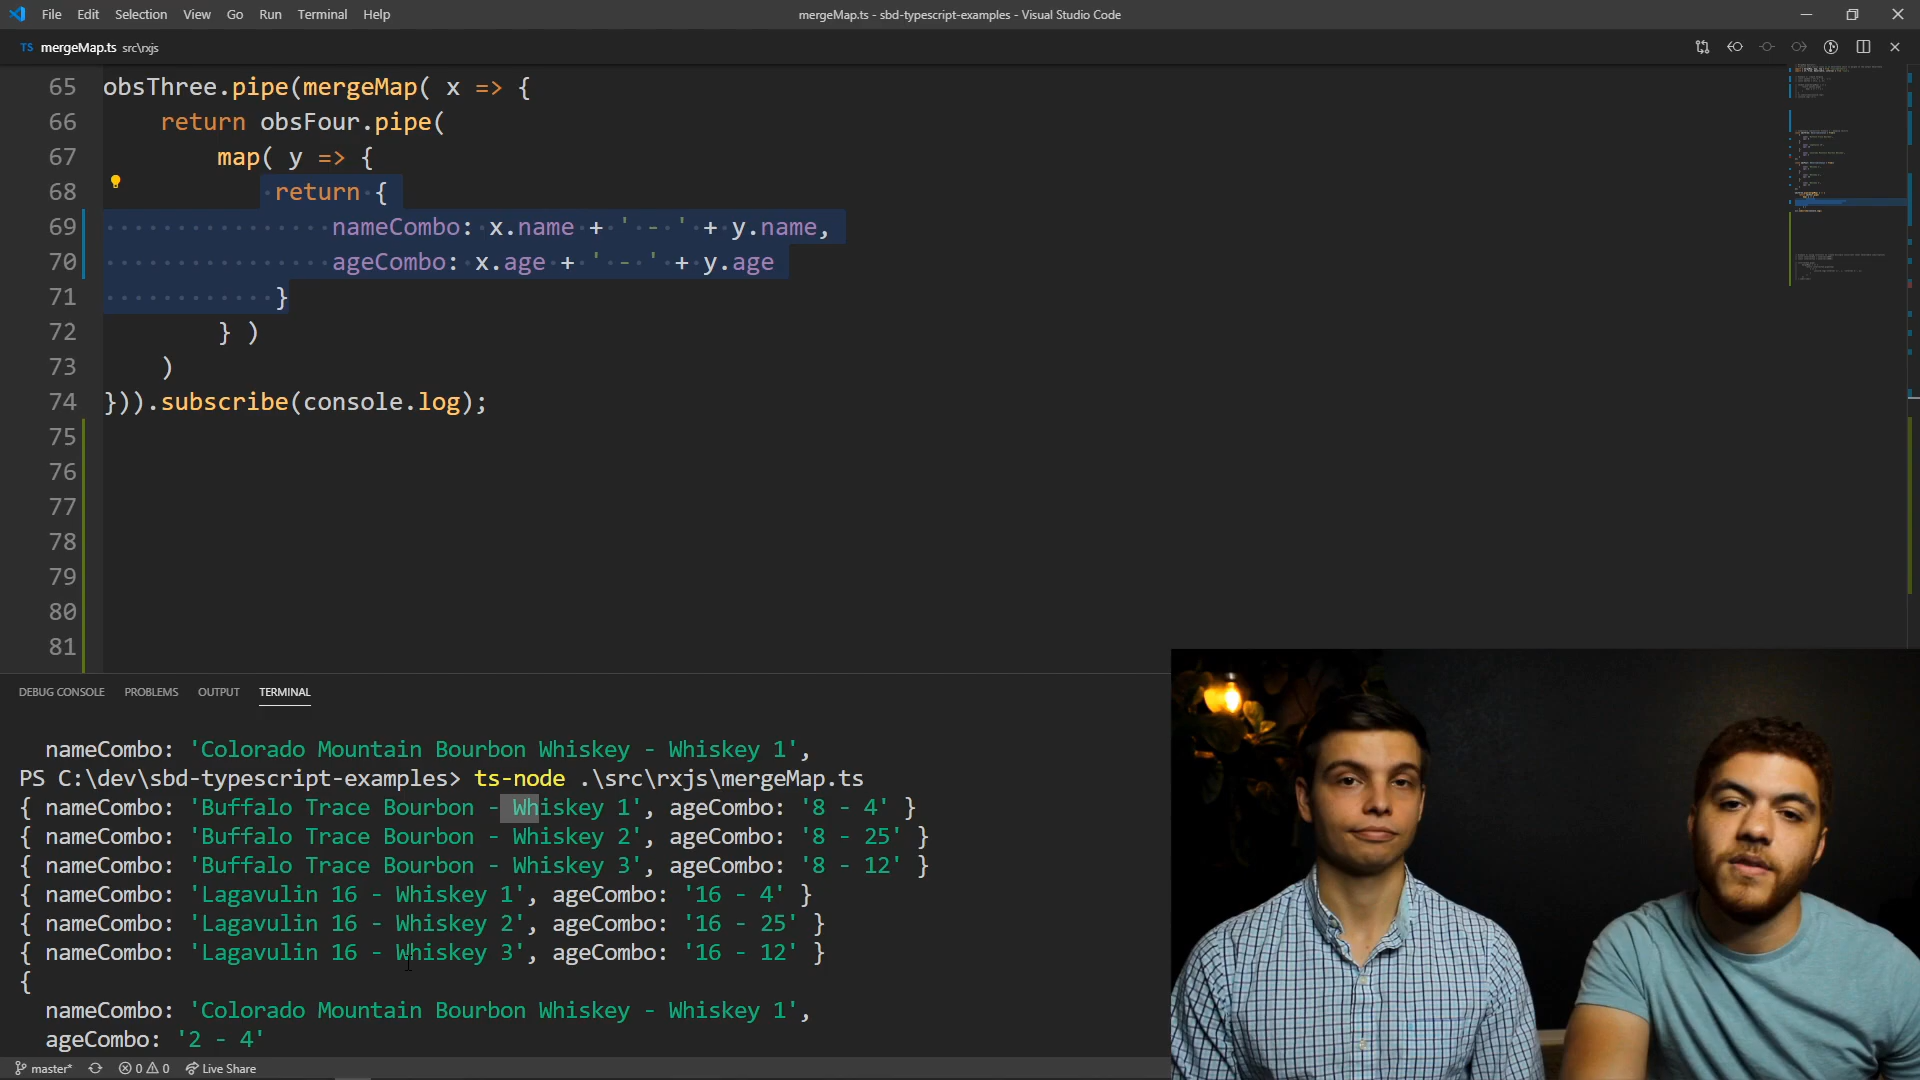 File Edit Selection View Go Run Terminal Help
mergeMap.ts - sbd-typescript-examples - Visual Studio Code
TS mergeMap.ts src\rxjs
65 obsThree.pipe(mergeMap( x => {
66 return obsFour.pipe(
67 map( y => {
68 return {
69 nameCombo: x.name + ' - ' + y.name,
70 ageCombo: x.age + ' - ' + y.age
71 }
72 } )
73 )
74 })).subscribe(console.log);
75
76
77
78
79
80
81
DEBUG CONSOLE PROBLEMS OUTPUT TERMINAL
nameCombo: 'Colorado Mountain Bourbon Whiskey - Whiskey 1',
PS C:\dev\sbd-typescript-examples> ts-node .\src\rxjs\mergeMap.ts
{ nameCombo: 'Buffalo Trace Bourbon - Whiskey 1', ageCombo: '8 - 4' }
{ nameCombo: 'Buffalo Trace Bourbon - Whiskey 2', ageCombo: '8 - 25' }
{ nameCombo: 'Buffalo Trace Bourbon - Whiskey 3', ageCombo: '8 - 12' }
{ nameCombo: 'Lagavulin 16 - Whiskey 1', ageCombo: '16 - 4' }
{ nameCombo: 'Lagavulin 16 - Whiskey 2', ageCombo: '16 - 25' }
{ nameCombo: 'Lagavulin 16 - Whiskey 3', ageCombo: '16 - 12' }
{
nameCombo: 'Colorado Mountain Bourbon Whiskey - Whiskey 1',
ageCombo: '2 - 4'
master* 0 0 Live Share